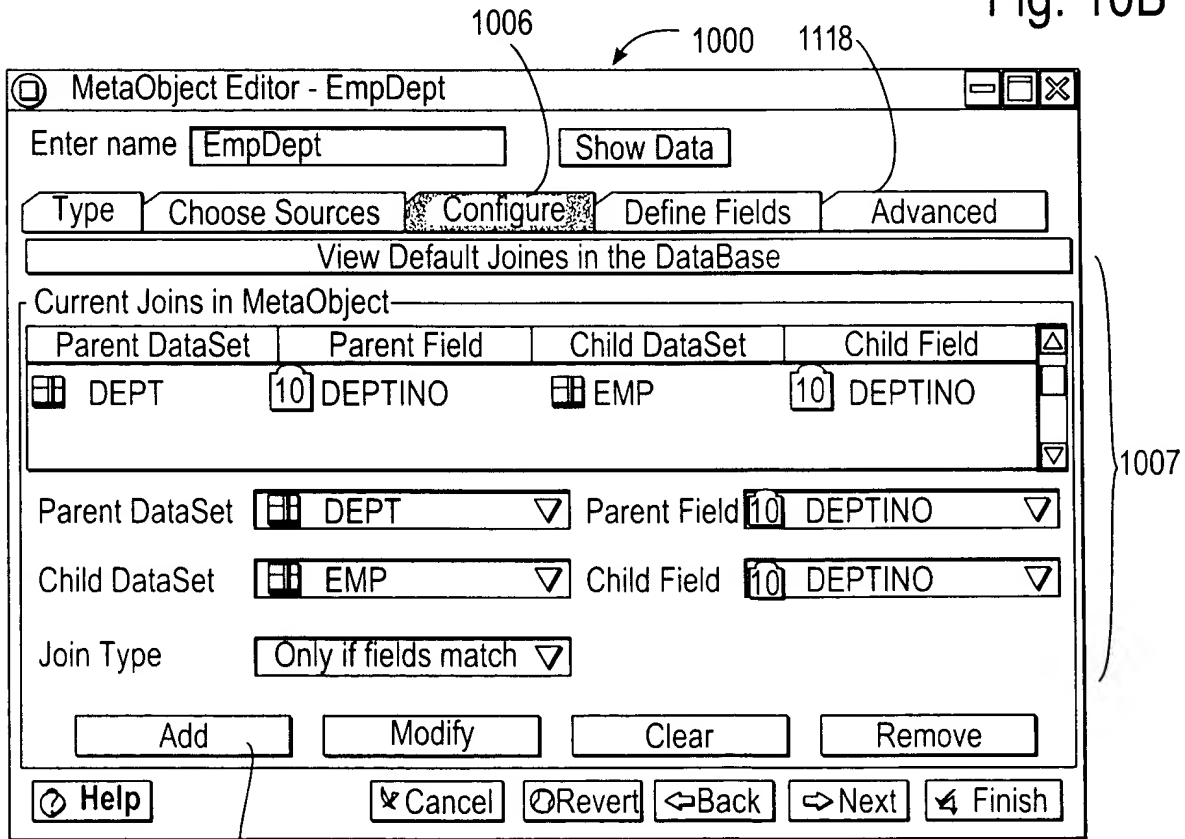 Fig. 10B
1006
1000
1118
MetaObject Editor - EmpDept
Enter name EmpDept Show Data
Type Choose Sources Configure Define Fields Advanced
View Default Joines in the DataBase
Current Joins in MetaObject
Parent DataSet Parent Field Child DataSet Child Field
DEPT 10 DEPTINO EMP 10 DEPTINO
1007
Parent DataSet DEPT Parent Field 10 DEPTINO
Child DataSet EMP Child Field 10 DEPTINO
Join Type Only if fields match
Add Modify Clear Remove
Help Cancel Revert Back Next Finish